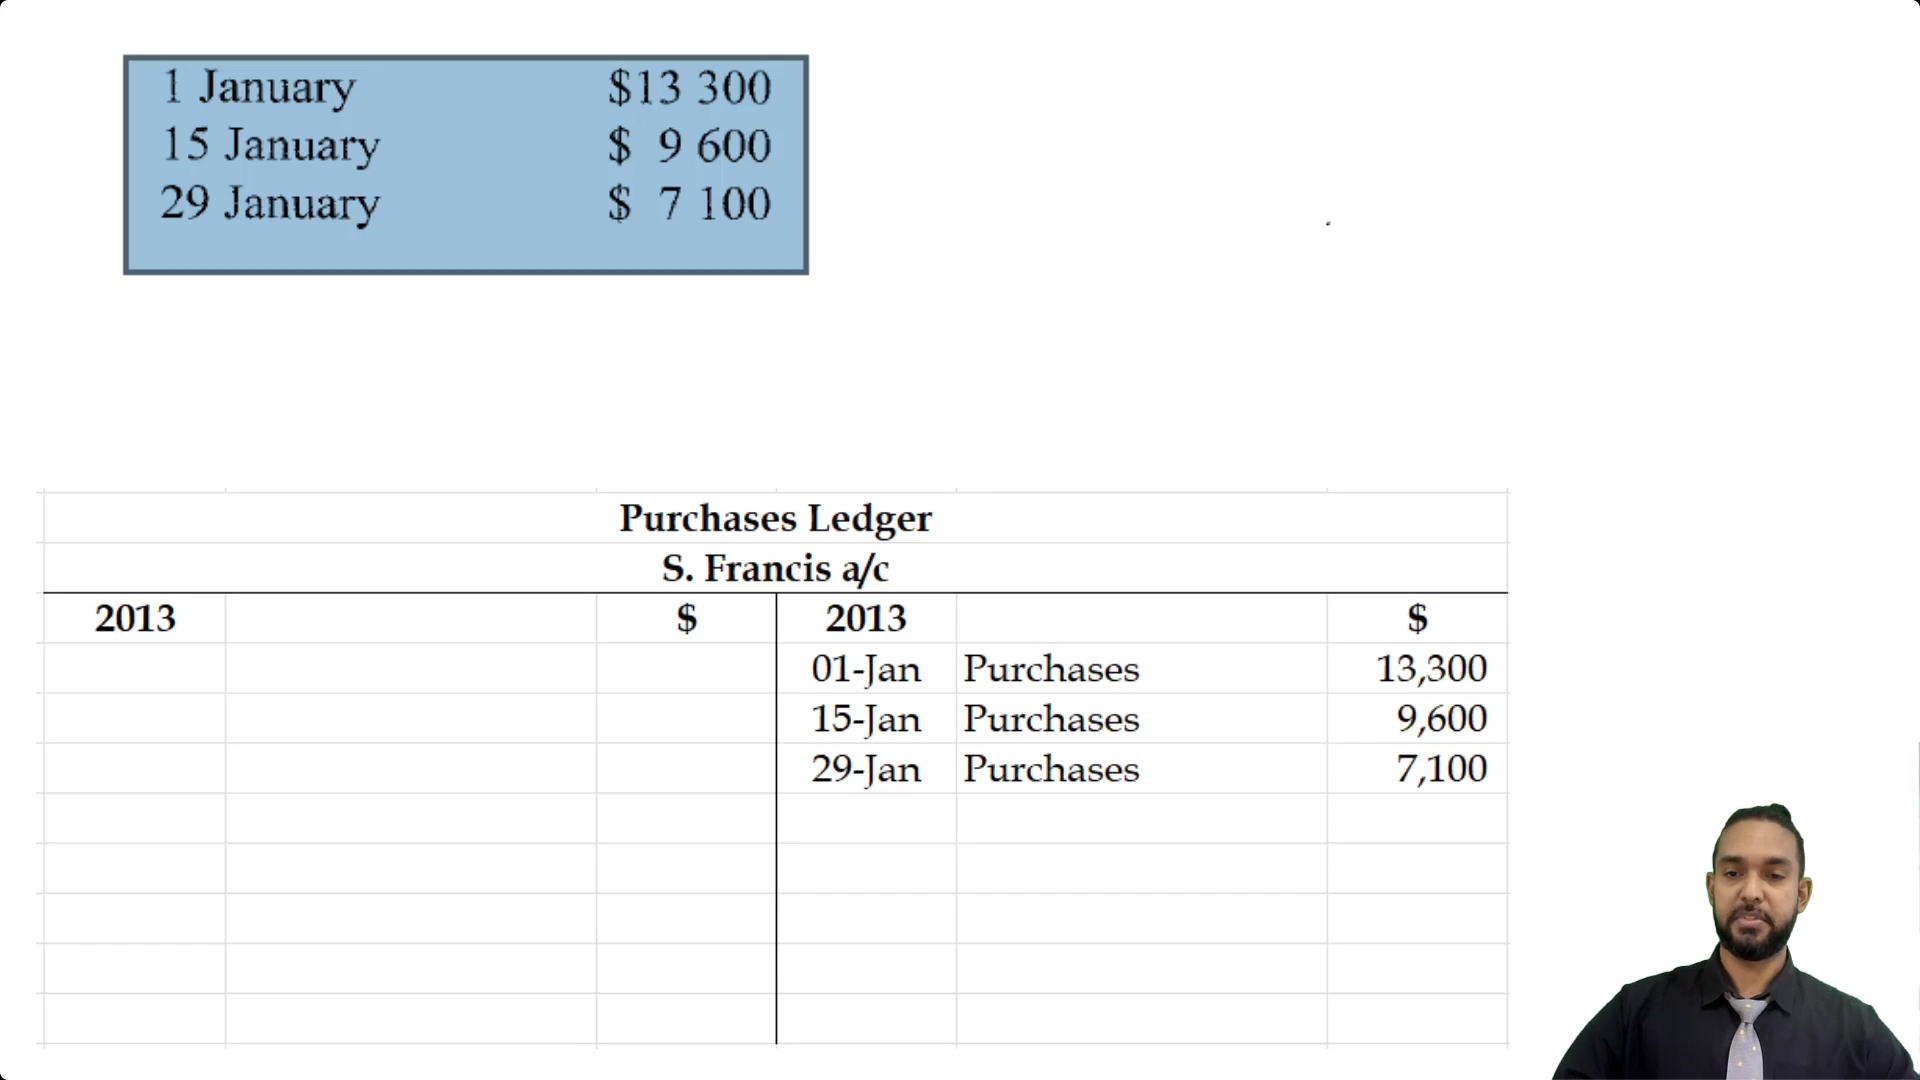 1 January $13 300
15 January $ 9 600
29 January $ 7 100
Purchases Ledger
S. Francis a/c
2013 $ 2013 $
01-Jan Purchases 13,300
15-Jan Purchases 9,600
29-Jan Purchases 7,100